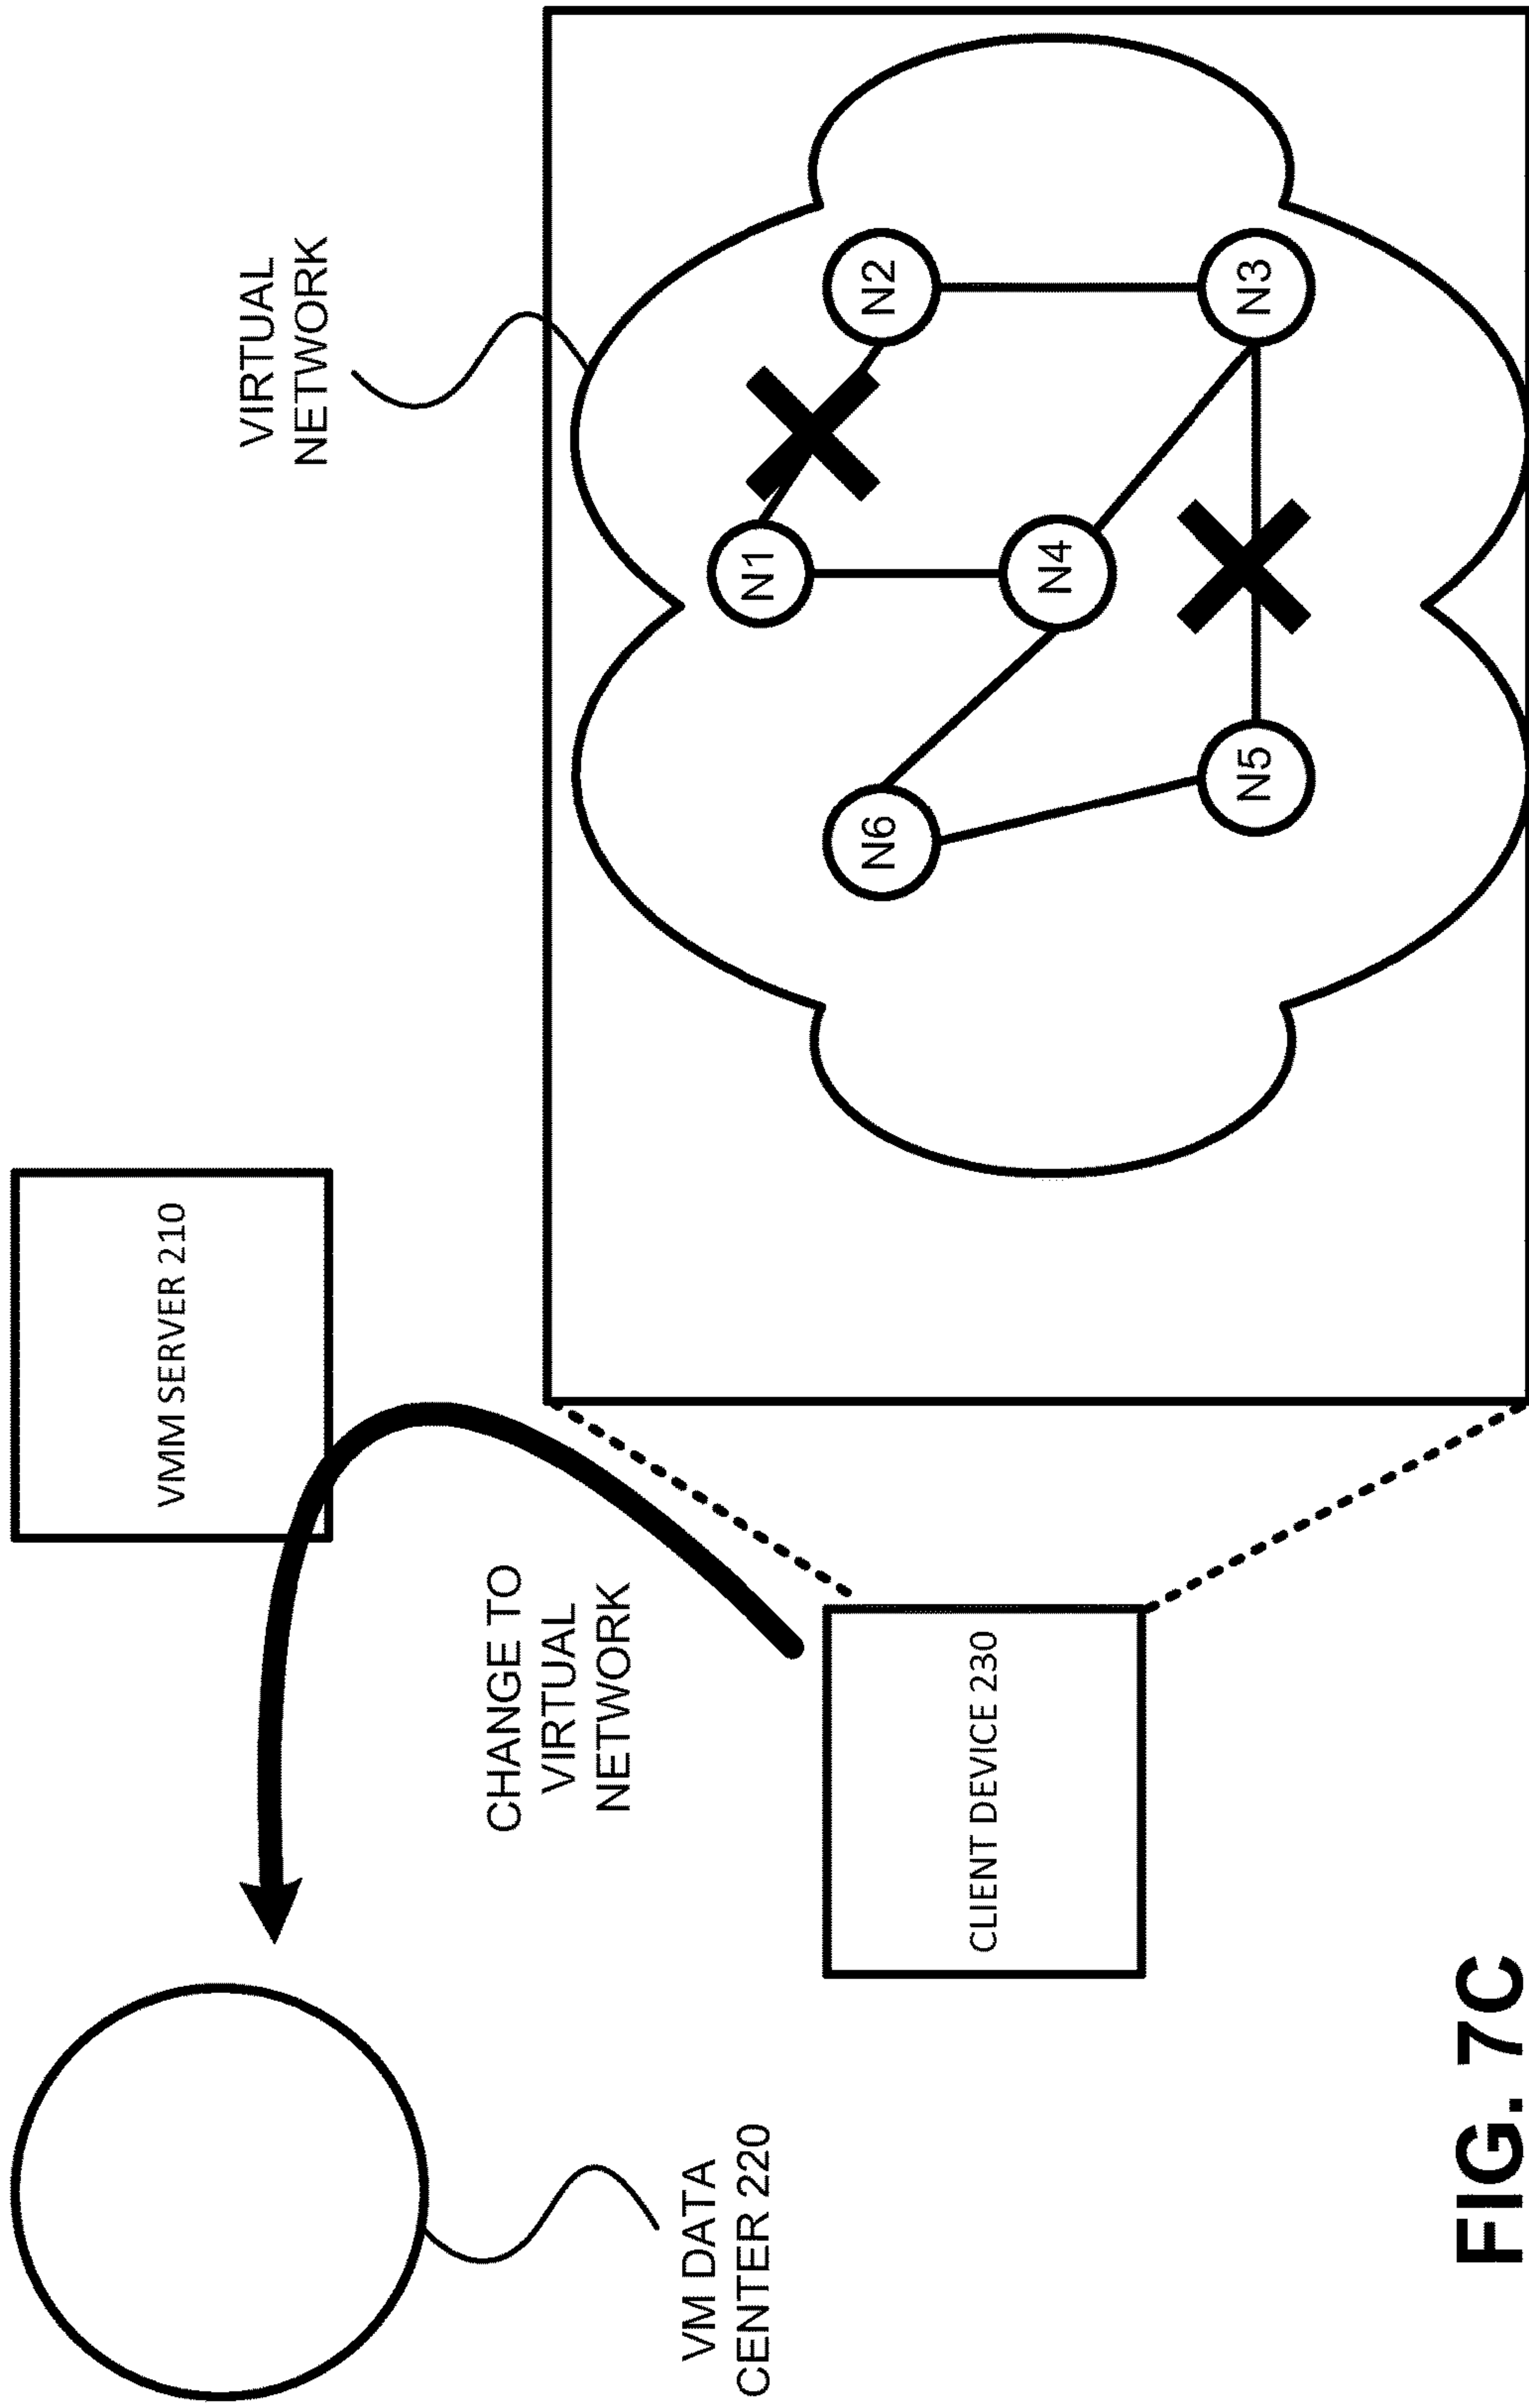 VM DATA
CENTER 220
VMM SERVER 210
CHANGE TO
VIRTUAL
NETWORK
CLIENT DEVICE 230
VIRTUAL
NETWORK
N1
N2
N6
N4
N5
N3
FIG. 7C